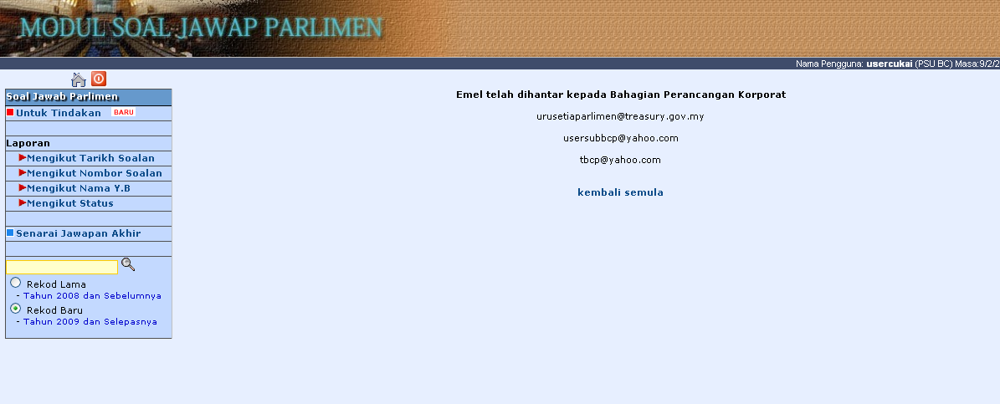 MODUL SOAL JAWAP PARLIMEN
Nama Pengguna: usercukai (PSU BC) Masa:9/2/2
Soal Jawab Parlimen
Untuk Tindakan BARU
Laporan
Mengikut Tarikh Soalan
Mengikut Nombor Soalan
Mengikut Nama Y.B
Mengikut Status
Senarai Jawapan Akhir
Rekod Lama
- Tahun 2008 dan Sebelumnya
Rekod Baru
- Tahun 2009 dan Selepasnya
Emel telah dihantar kepada Bahagian Perancangan Korporat
urusetiaparlimen@treasury.gov.my
usersubbcp@yahoo.com
tbcp@yahoo.com
kembali semula